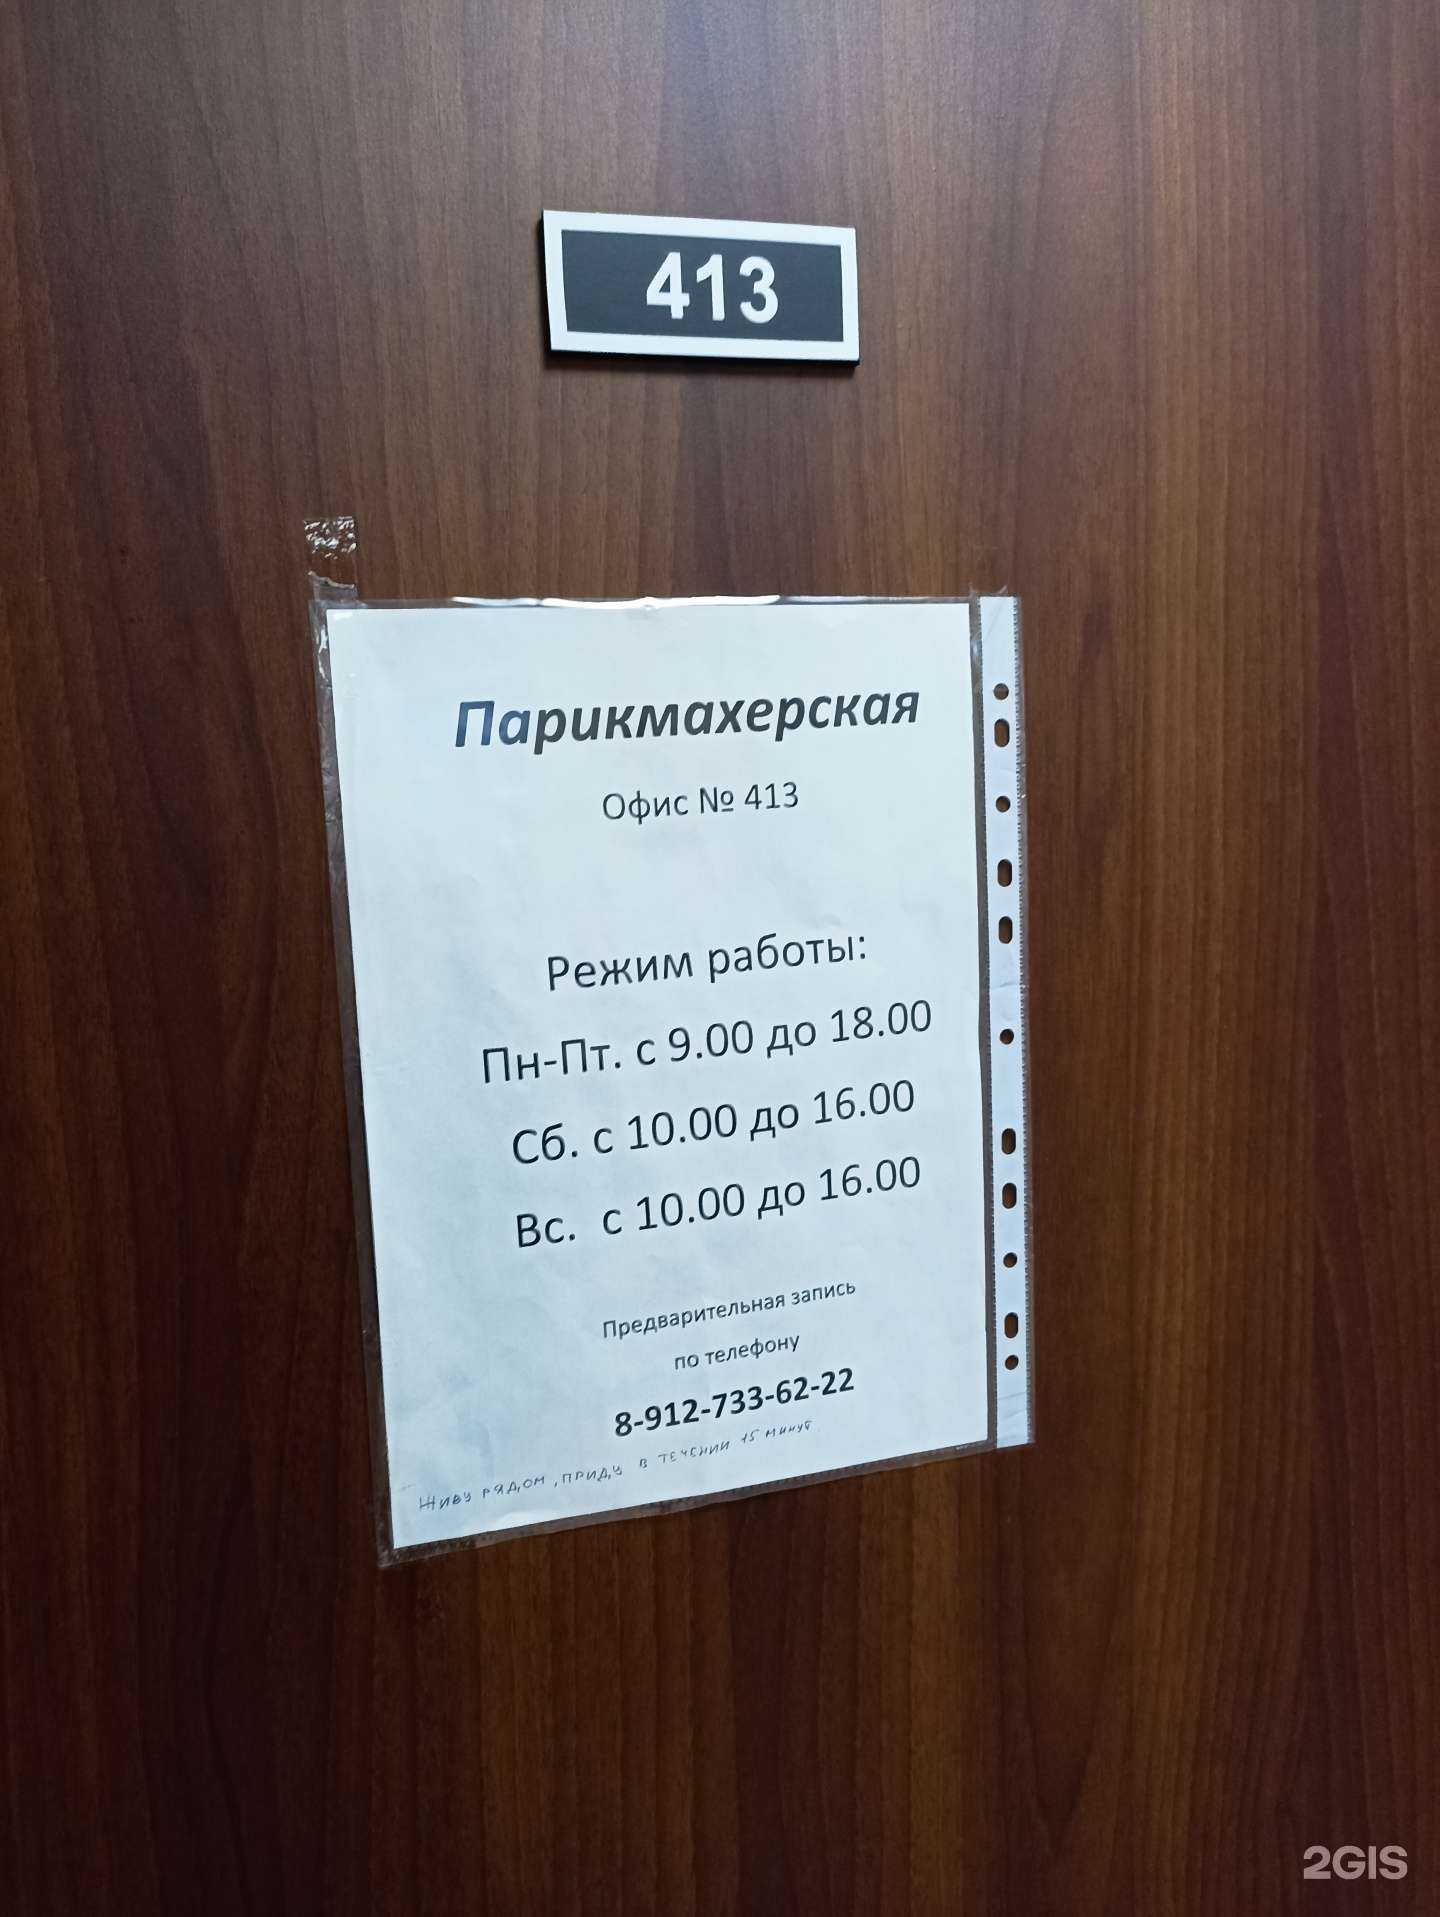 413
Парикмахерская
Офис № 413
Режим работы:
Пн-Пт. с 9.00 до 18.00
Сб. с 10.00 до 16.00
Вс. с 10.00 до 16.00
Предварительная запись
по телефону
8-912-733-62-22
Живу рядом, приду в течении 15 минут
2GIS